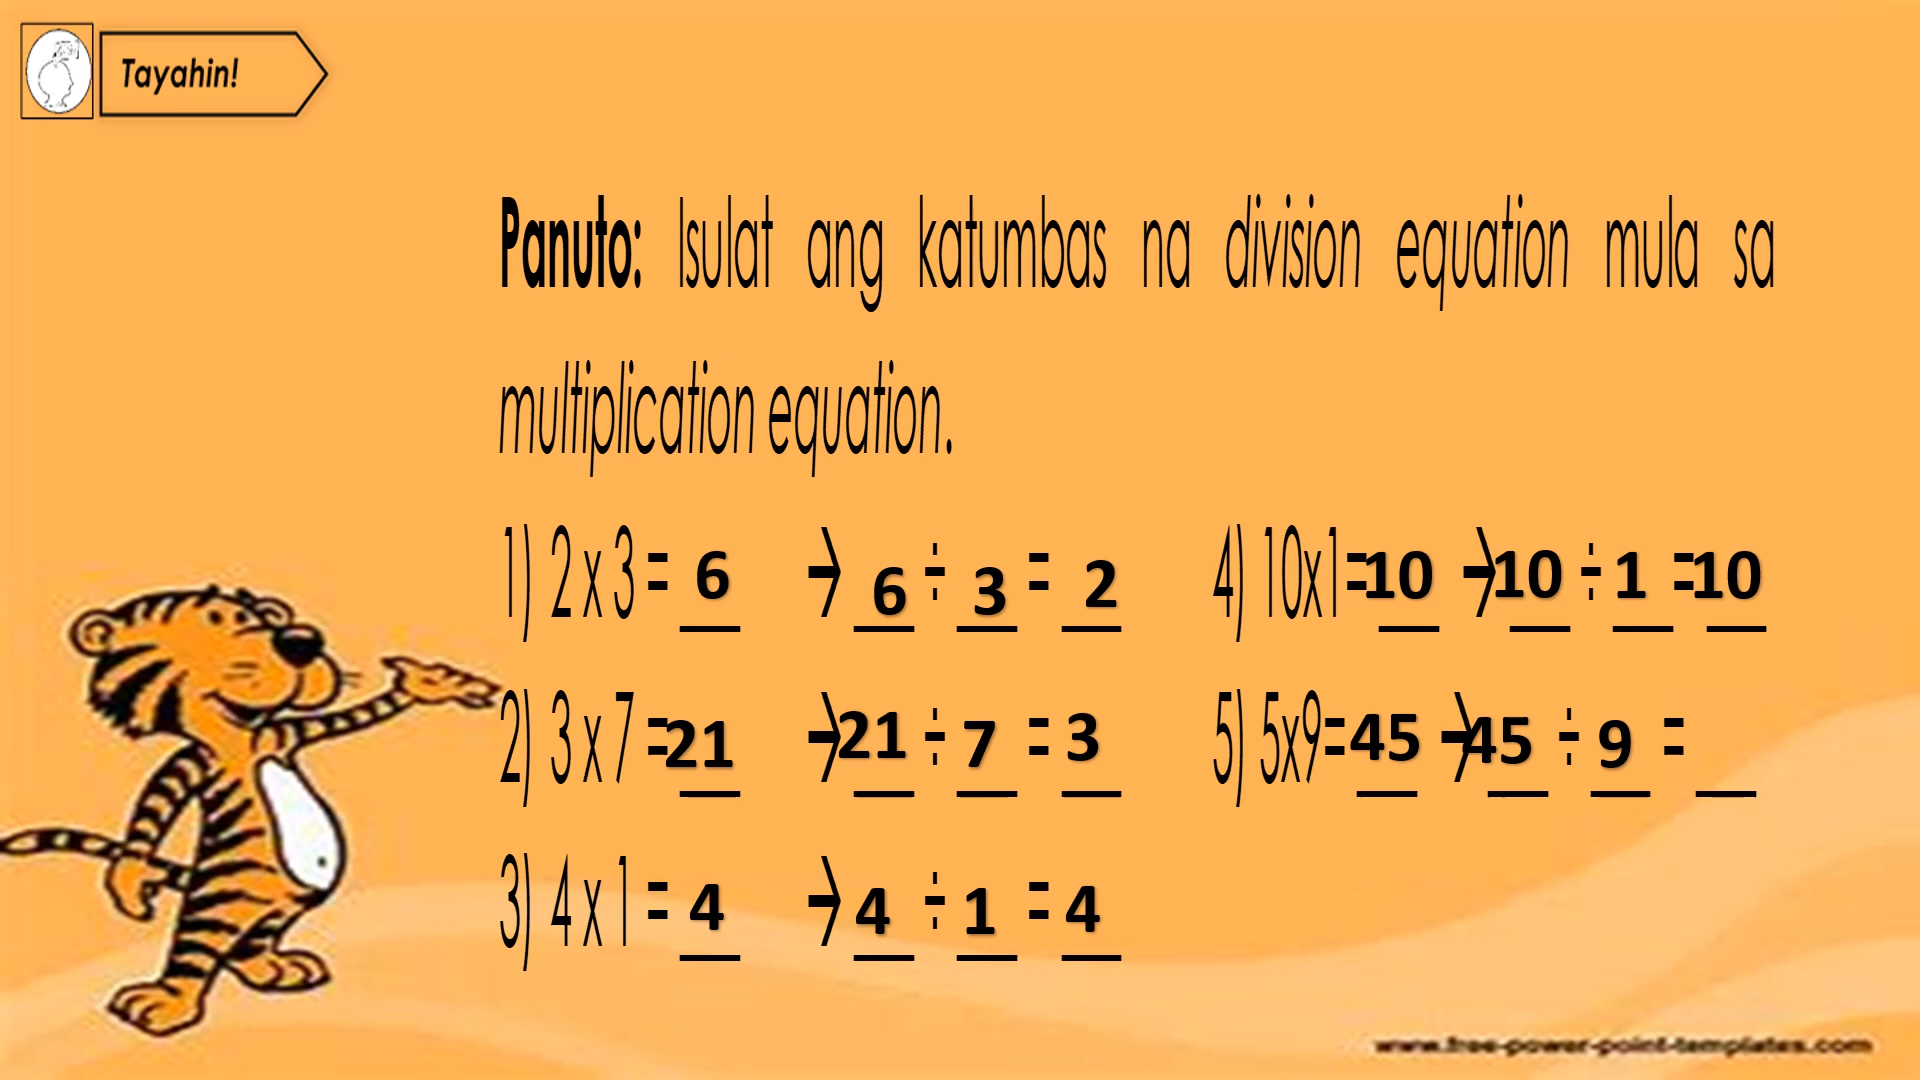 Tayahin!
Panuto: Isulat ang katumbas na division equation mula sa
multiplication equation.
1) 2 x 3 = 6 → 6 ÷ 3 = 2 4) 10x1=10 → 10 ÷ 1 = 10
2) 3 x 7 = 21 → 21 ÷ 7 = 3 5) 5x9= 45 → 45 ÷ 9 = __
3) 4 x 1 = 4 → 4 ÷ 1 = 4
www.free-power-point-templates.com